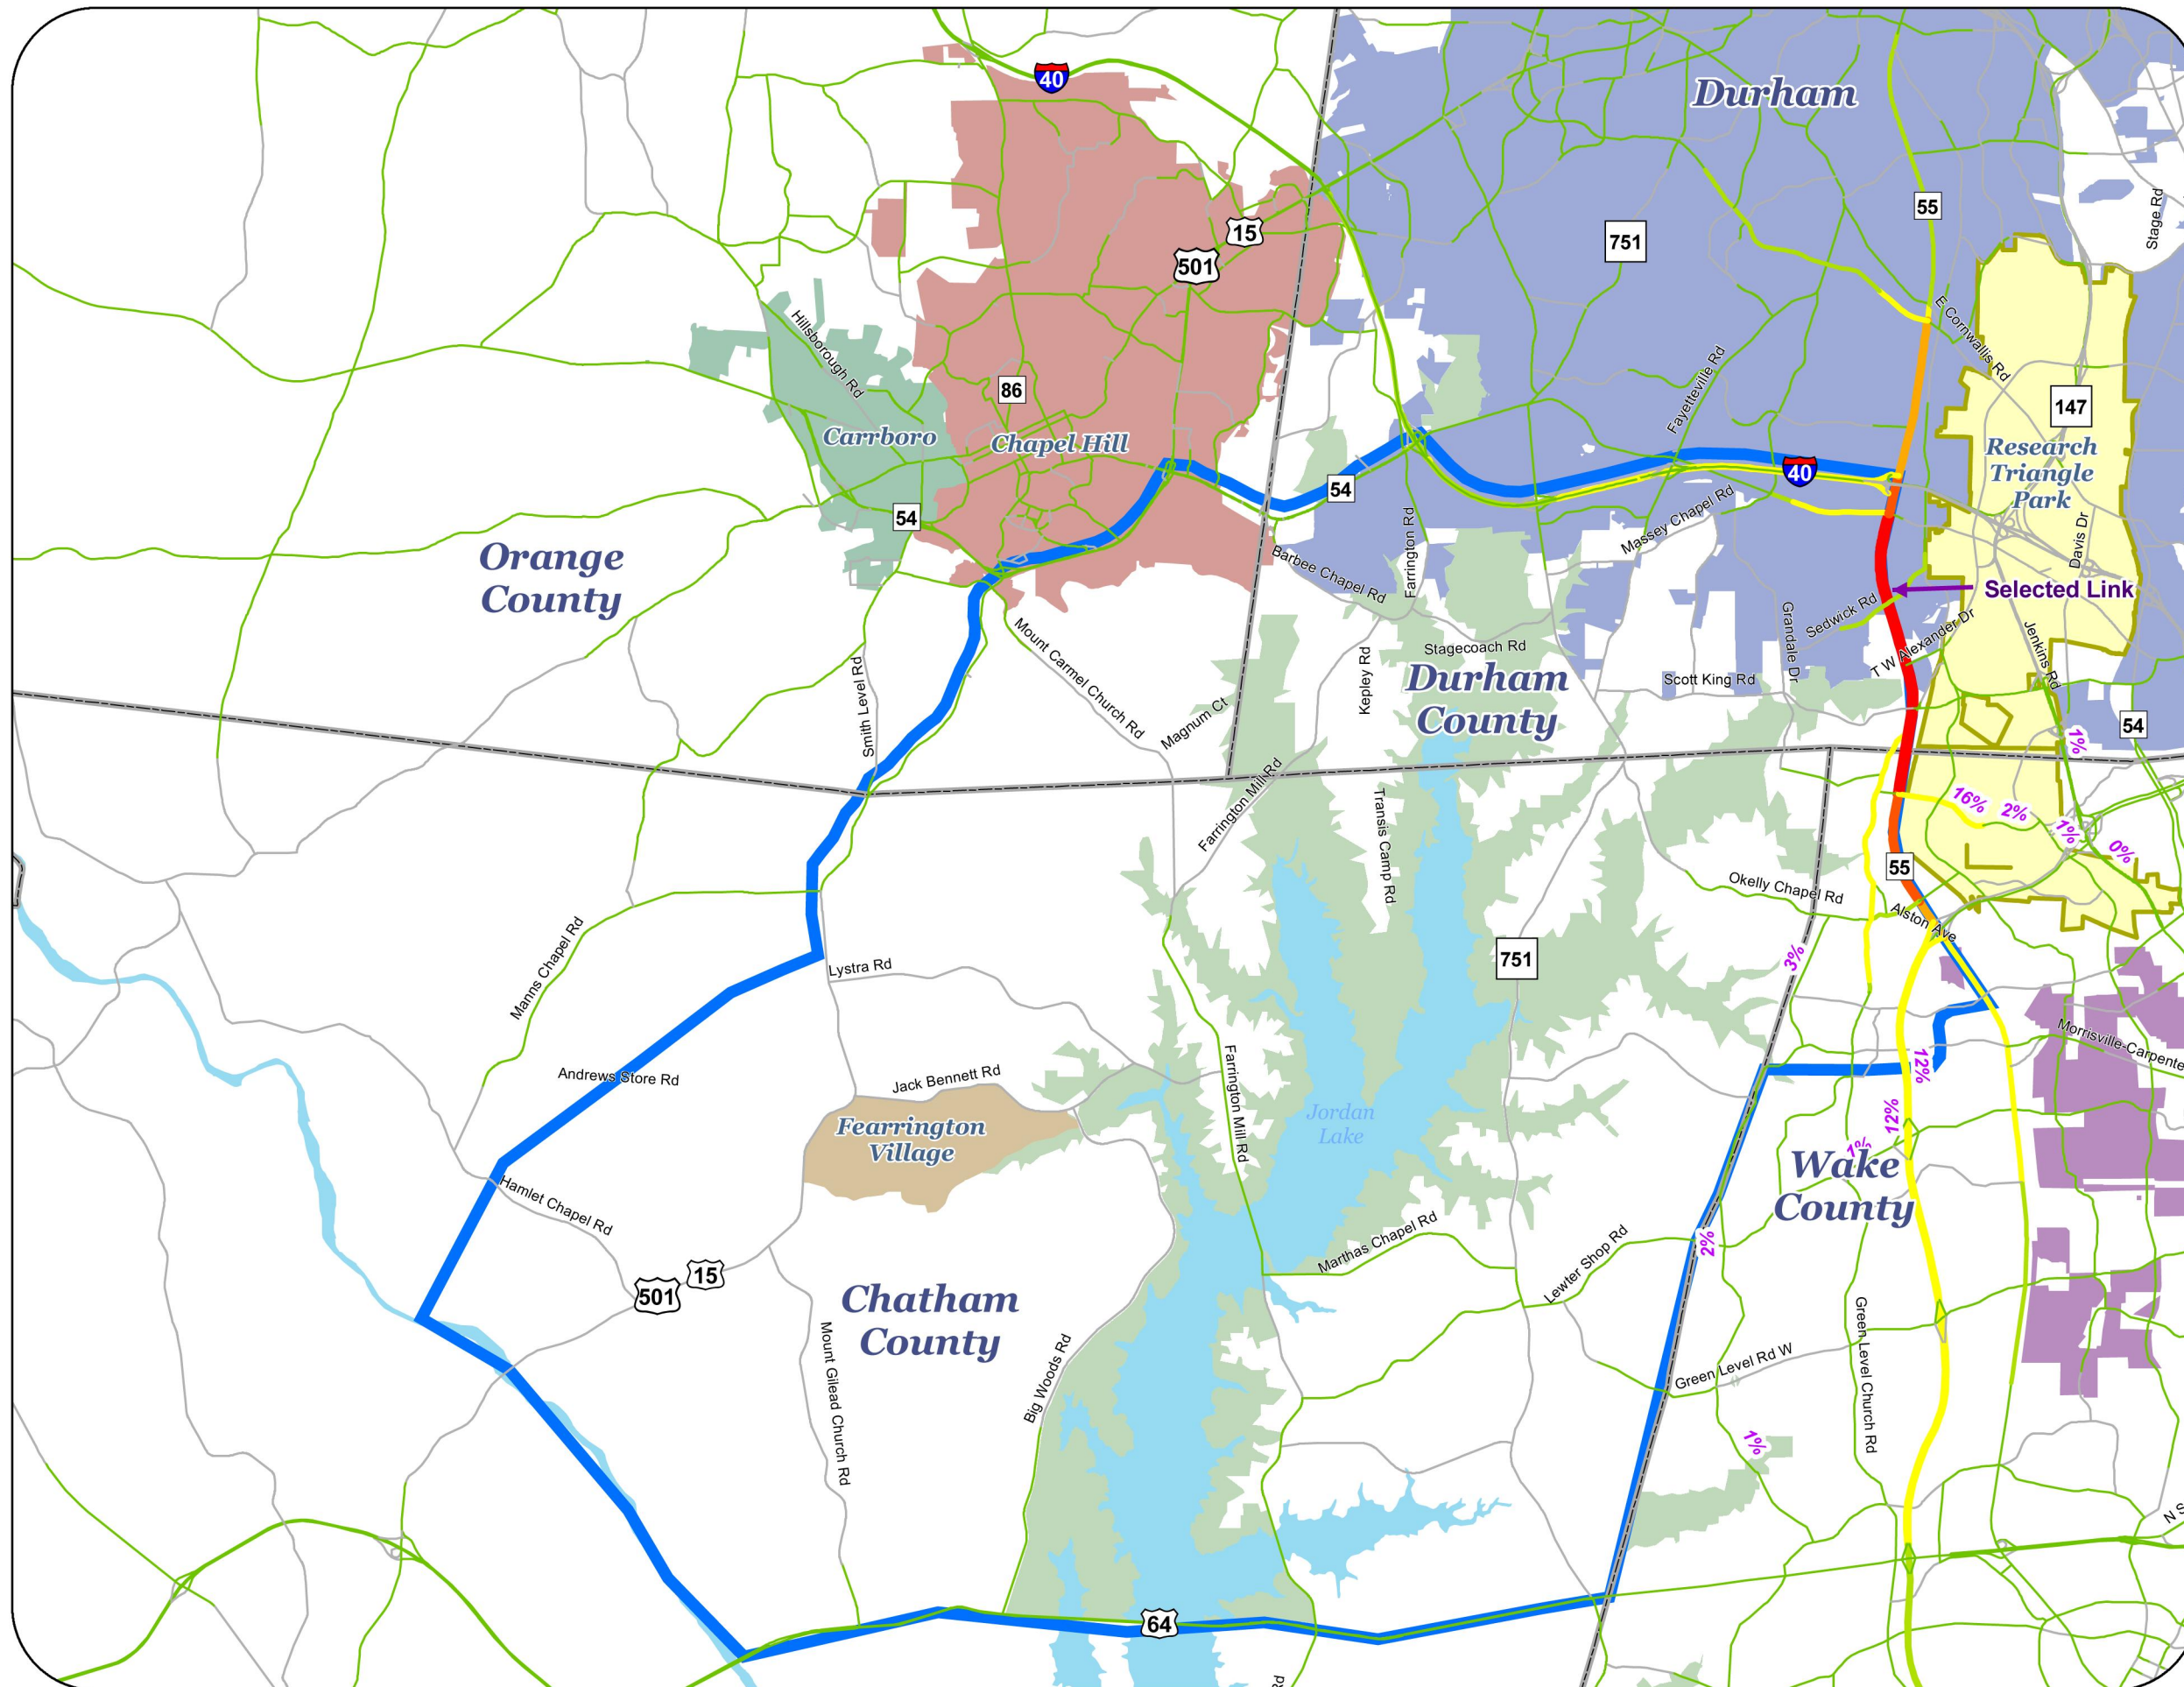 40
Durham
55
Stage Rd
15
751
501
E Cornwallis Rd
Hillsborough Rd
Fayetteville Rd
86
147
Carrboro
Chapel Hill
Research
Triangle
Park
40
54
54
Massey Chapel Rd
Farrington Rd
Davis Dr
Orange
County
Barbee Chapel Rd
Selected Link
Sedwick Rd
Grandale Dr
T W Alexander Dr
Jenkins Rd
Mount Carmel Church Rd
Smith Level Rd
Kepley Rd
Stagecoach Rd
Durham
County
Scott King Rd
Magnum Ct
54
1%
Farrington Mill Rd
Transis Camp Rd
16%
2%
1%
0%
55
Okelly Chapel Rd
Alston Ave
Manns Chapel Rd
Lystra Rd
751
3%
Morrisville-Carpente
Andrews Store Rd
Jack Bennett Rd
Farrington Mill Rd
12%
Fearrington
Village
Jordan
Lake
12%
1%
Wake
County
Hamlet Chapel Rd
Marthas Chapel Rd
2%
Lewter Shop Rd
501
15
Chatham
County
Mount Gilead Church Rd
Big Woods Rd
Green Level Rd W
Green Level Church Rd
1%
N S
64
Rd